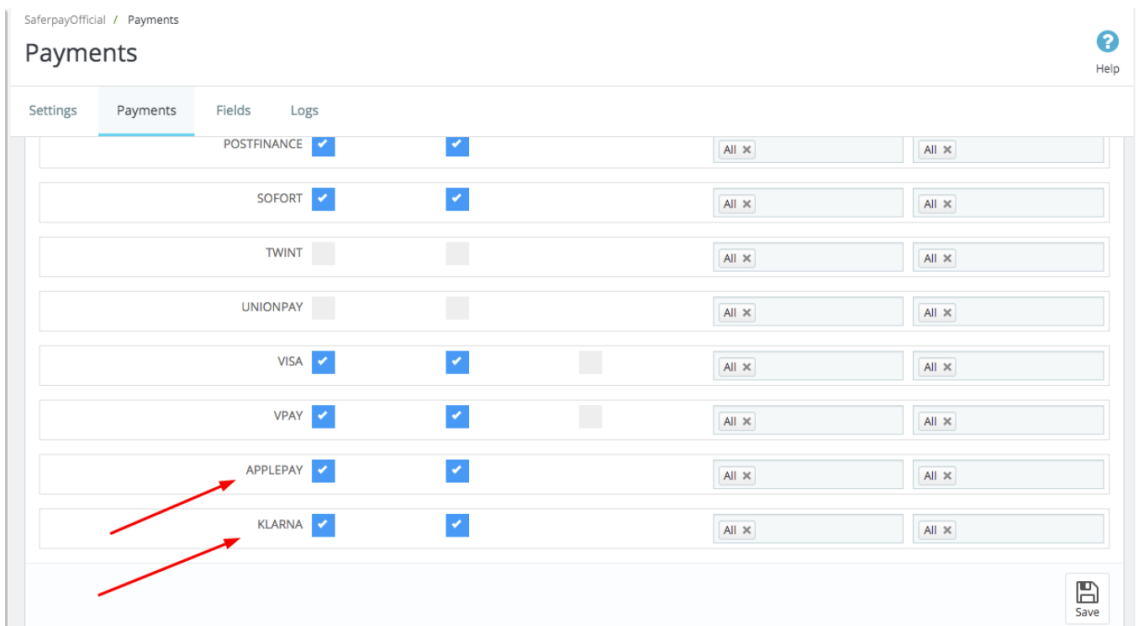 SaferpayOfficial / Payments
Payments
Help
Settings Payments Fields Logs
POSTFINANCE All × All ×
SOFORT All × All ×
TWINT All × All ×
UNIONPAY All × All ×
VISA All × All ×
VPAY All × All ×
APPLEPAY All × All ×
KLARNA All × All ×
Save